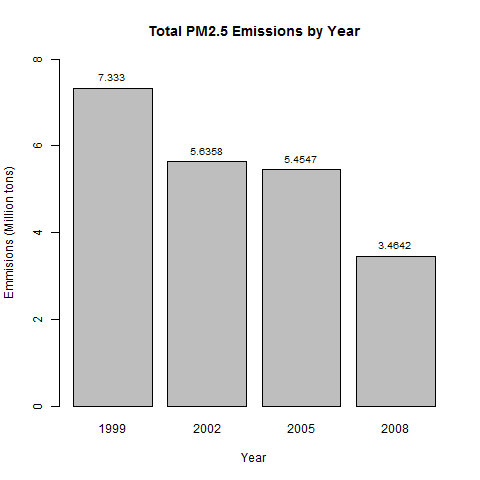 Total PM2.5 Emissions by Year
Emmisions (Million tons)
8
6
4
2
0
7.333
5.6358
5.4547
3.4642
1999 2002 2005 2008
Year